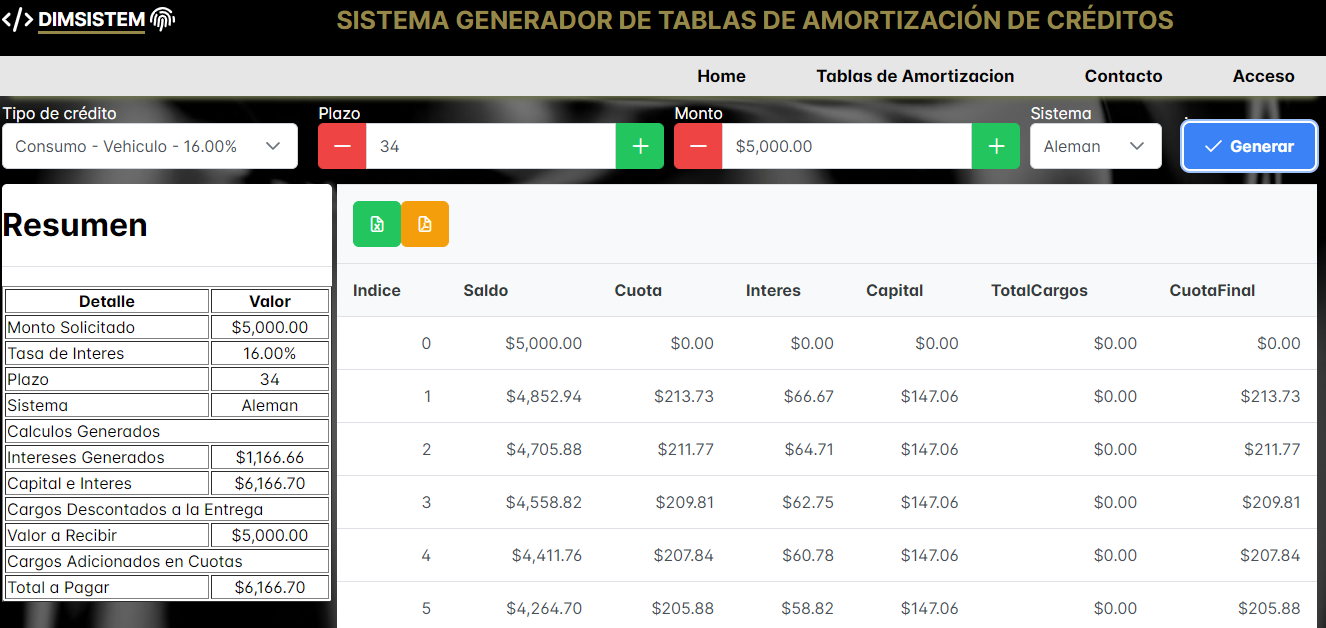 </> DIMSISTEM
SISTEMA GENERADOR DE TABLAS DE AMORTIZACIÓN DE CRÉDITOS
Home Tablas de Amortizacion Contacto Acceso
Tipo de crédito Plazo Monto Sistema .
Consumo - Vehiculo - 16.00% 34 $5,000.00 Aleman Generar
Resumen
Detalle Valor
Monto Solicitado $5,000.00
Tasa de Interes 16.00%
Plazo 34
Sistema Aleman
Calculos Generados
Intereses Generados $1,166.66
Capital e Interes $6,166.70
Cargos Descontados a la Entrega
Valor a Recibir $5,000.00
Cargos Adicionados en Cuotas
Total a Pagar $6,166.70
Indice Saldo Cuota Interes Capital TotalCargos CuotaFinal
0 $5,000.00 $0.00 $0.00 $0.00 $0.00 $0.00
1 $4,852.94 $213.73 $66.67 $147.06 $0.00 $213.73
2 $4,705.88 $211.77 $64.71 $147.06 $0.00 $211.77
3 $4,558.82 $209.81 $62.75 $147.06 $0.00 $209.81
4 $4,411.76 $207.84 $60.78 $147.06 $0.00 $207.84
5 $4,264.70 $205.88 $58.82 $147.06 $0.00 $205.88